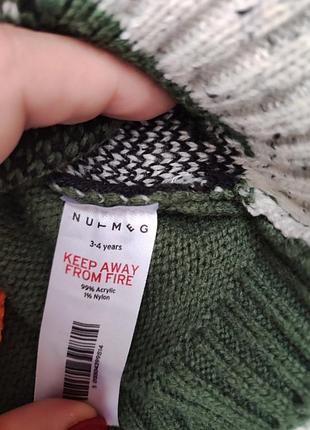 NUTMEG
3-4 years
KEEP AWAY
FROM FIRE
99% Acrylic
1% Nylon